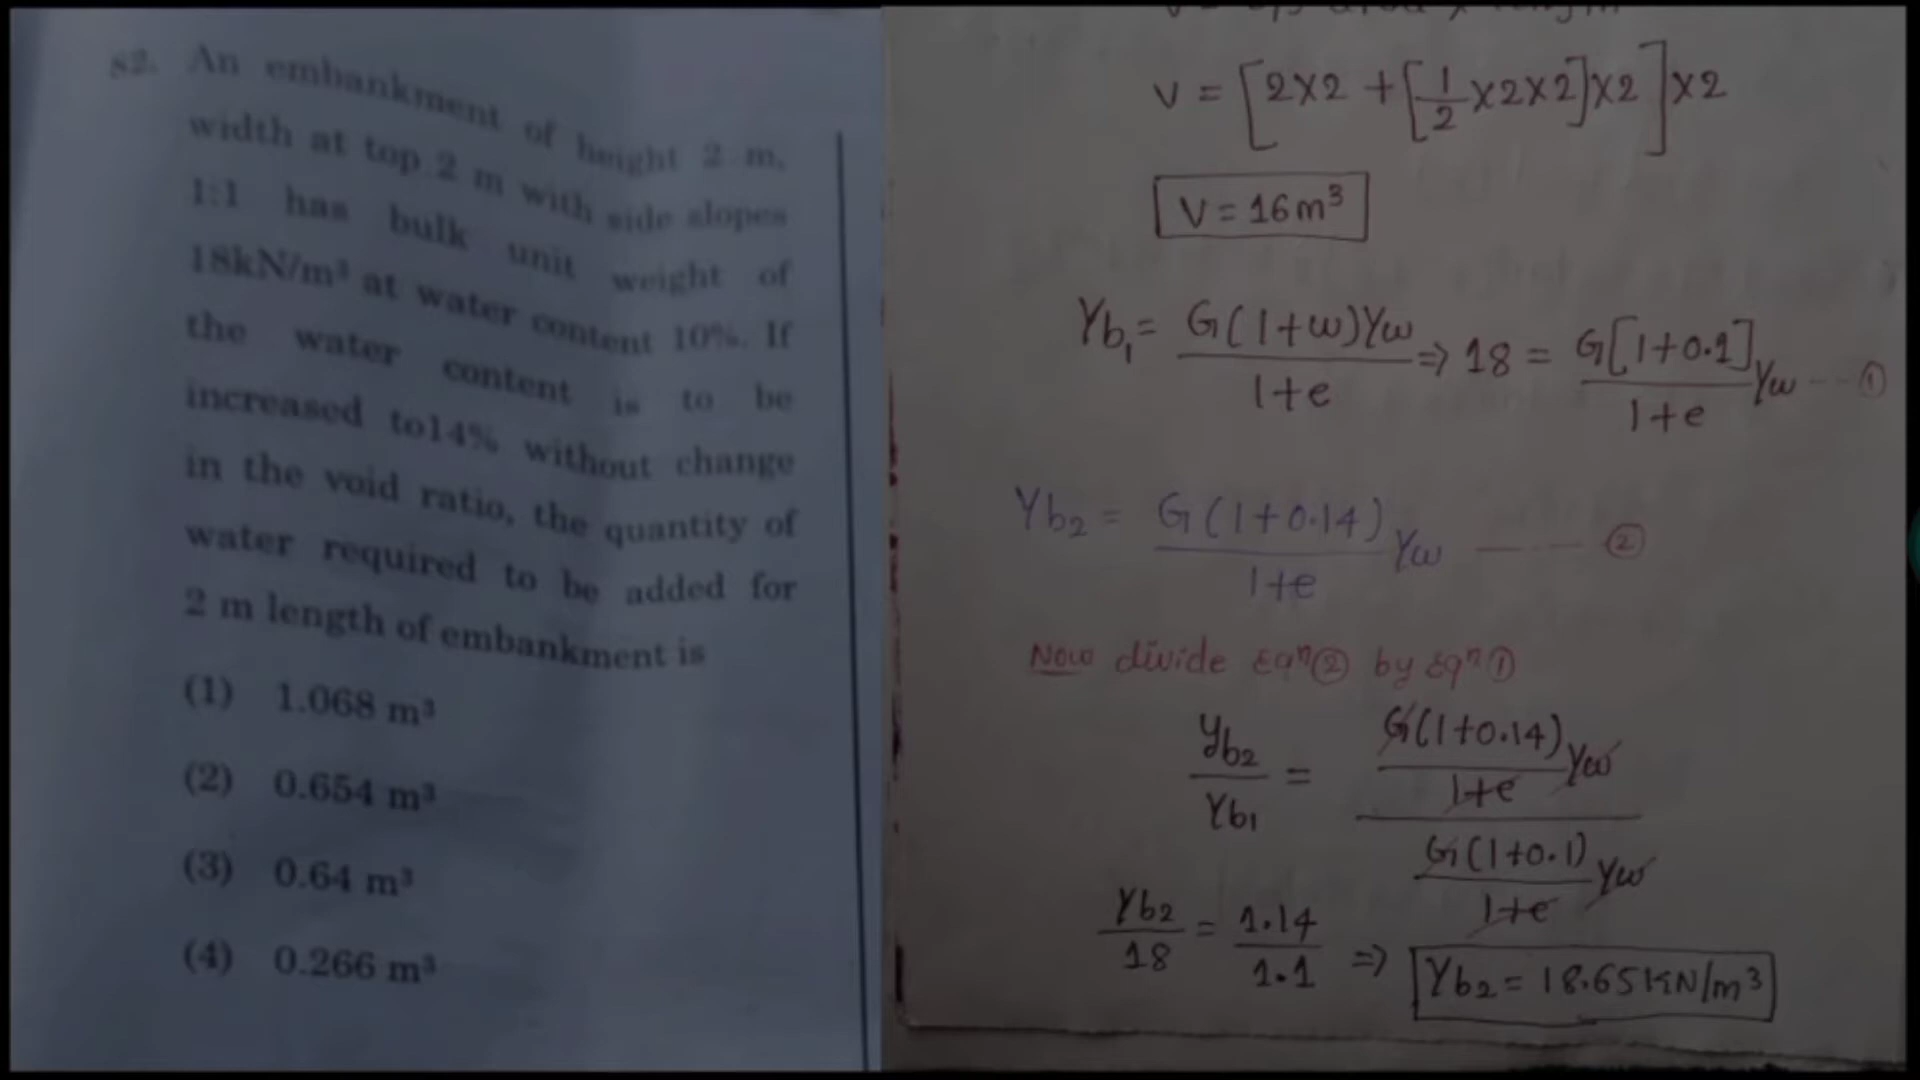 82. An embankment of height 2 m,
width at top 2 m with side slopes
1:1 has bulk unit weight of
18kN/m³ at water content 10%. If
the water content is to be
increased to14% without change
in the void ratio, the quantity of
water required to be added for
2 m length of embankment is
(1) 1.068 m³
(2) 0.654 m³
(3) 0.64 m³
(4) 0.266 m³
V = [2×2 + [1/2 ×2×2]×2]×2
V = 16m³
γb₁ = G(1+w)γw / 1+e ⇒ 18 = G[1+0.1] / 1+e γw --- ①
γb₂ = G(1+0.14) / 1+e γw --- ②
Now divide Eqⁿ② by Eqⁿ①
γb₂ / γb₁ = G(1+0.14) / 1+e γw / G(1+0.1) / 1+e γw
γb₂ / 18 = 1.14 / 1.1 ⇒ γb₂ = 18.65KN/m³